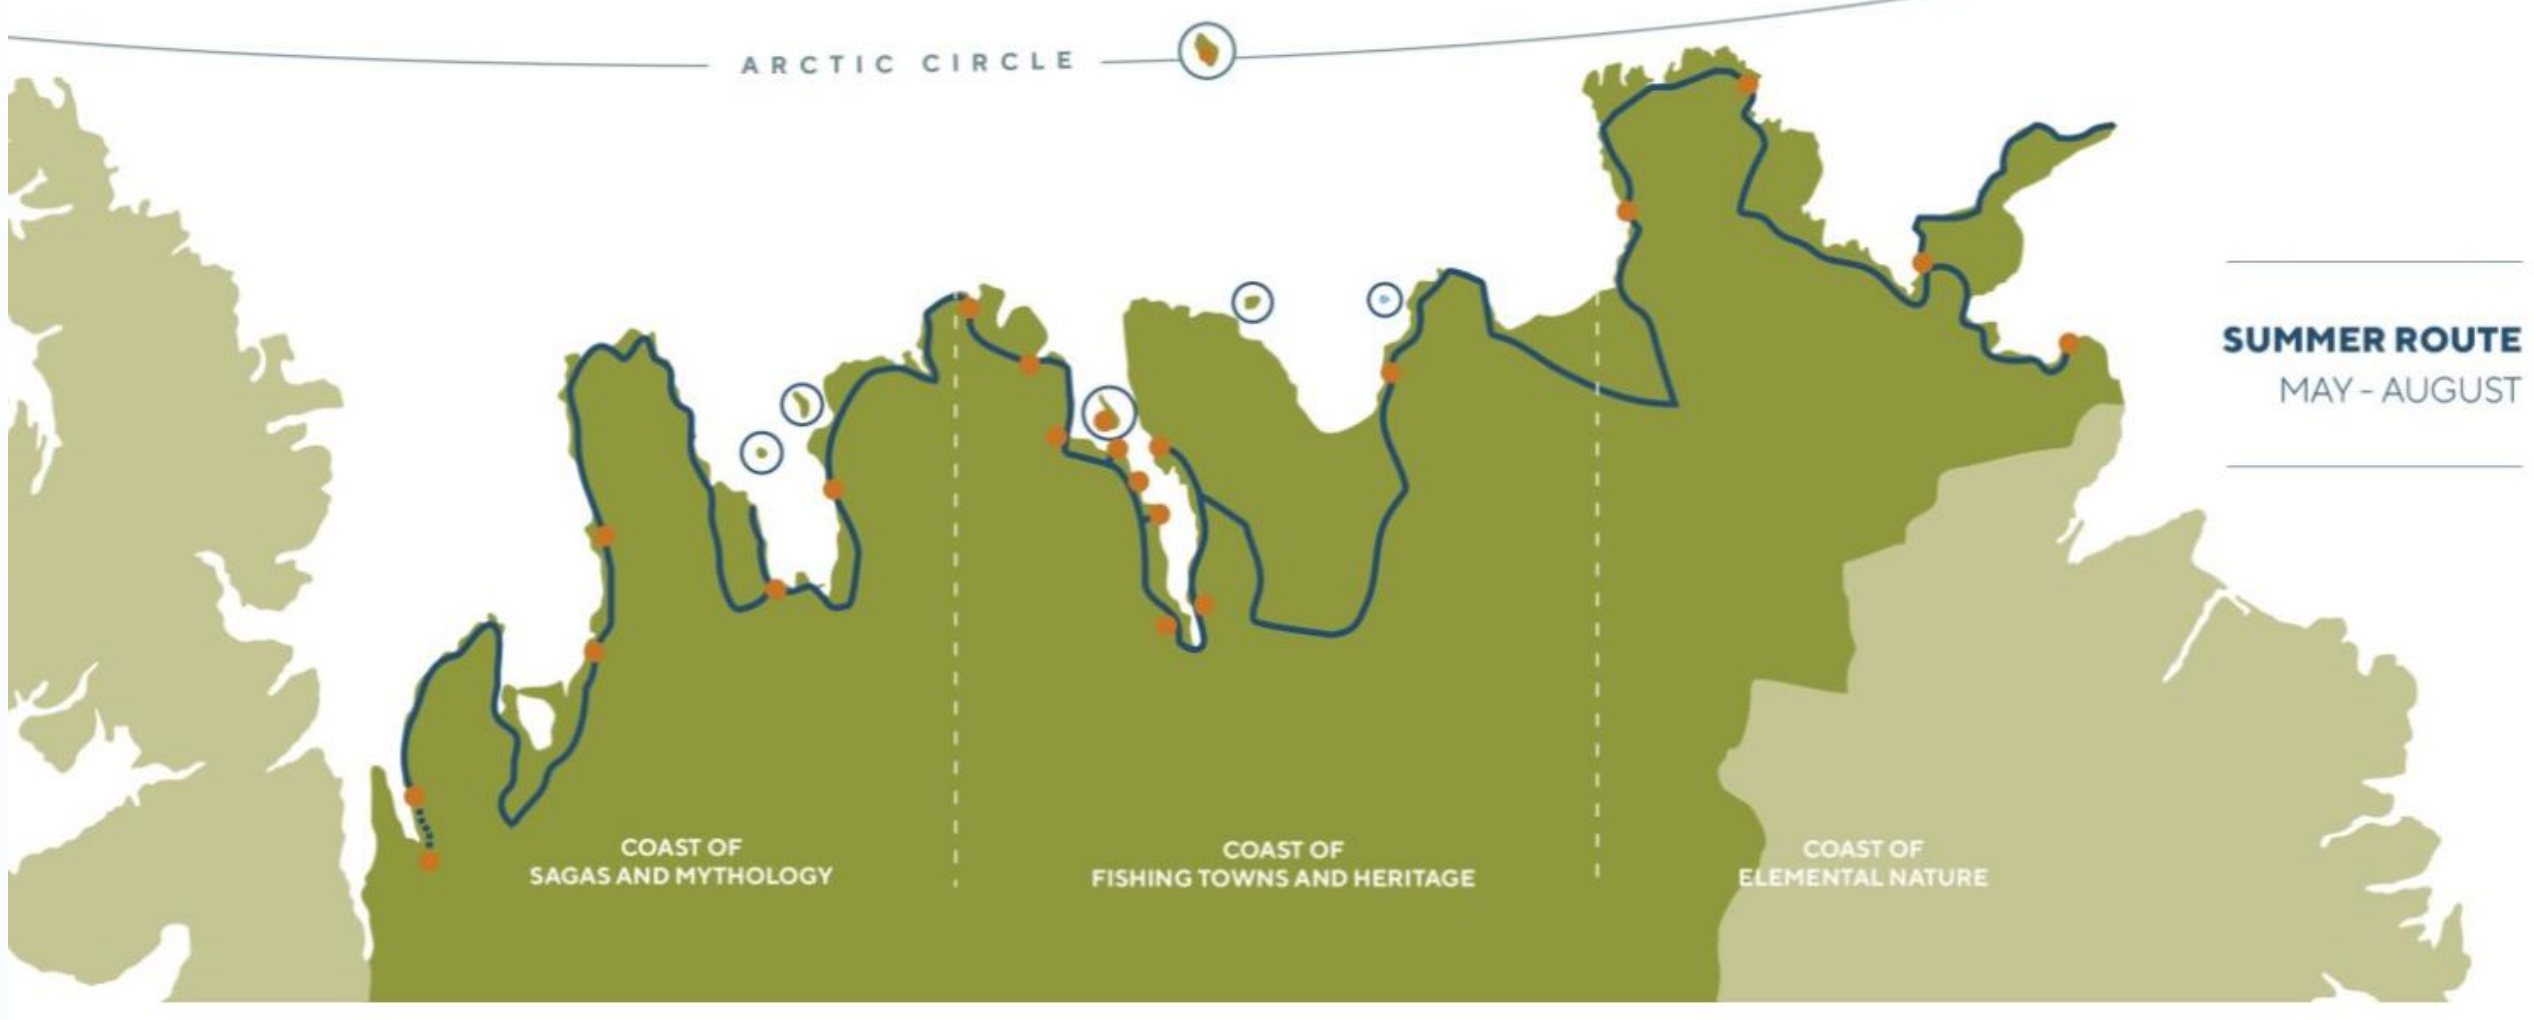 ARCTIC CIRCLE
SUMMER ROUTE
MAY - AUGUST
COAST OF
SAGAS AND MYTHOLOGY
COAST OF
FISHING TOWNS AND HERITAGE
COAST OF
ELEMENTAL NATURE